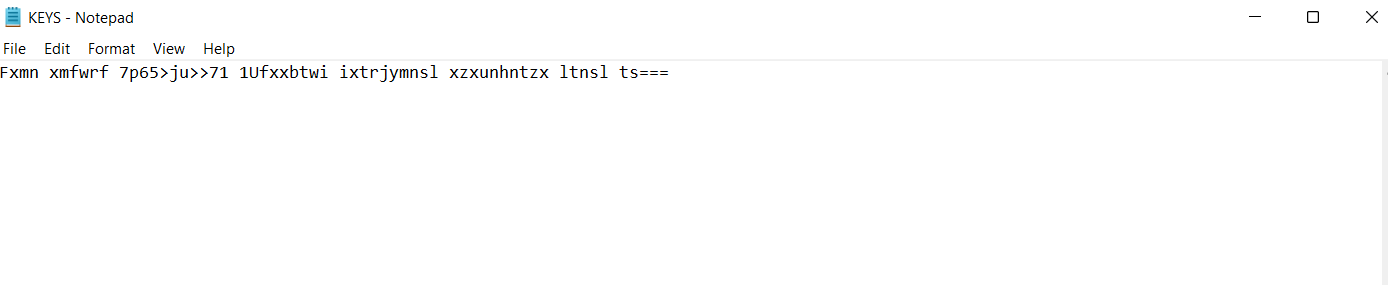 KEYS - Notepad
File Edit Format View Help
Fxmn xmfwrf 7p65>ju>>71 1Ufxxbtwi ixtrjymnsl xzxunhntzx ltnsl ts===